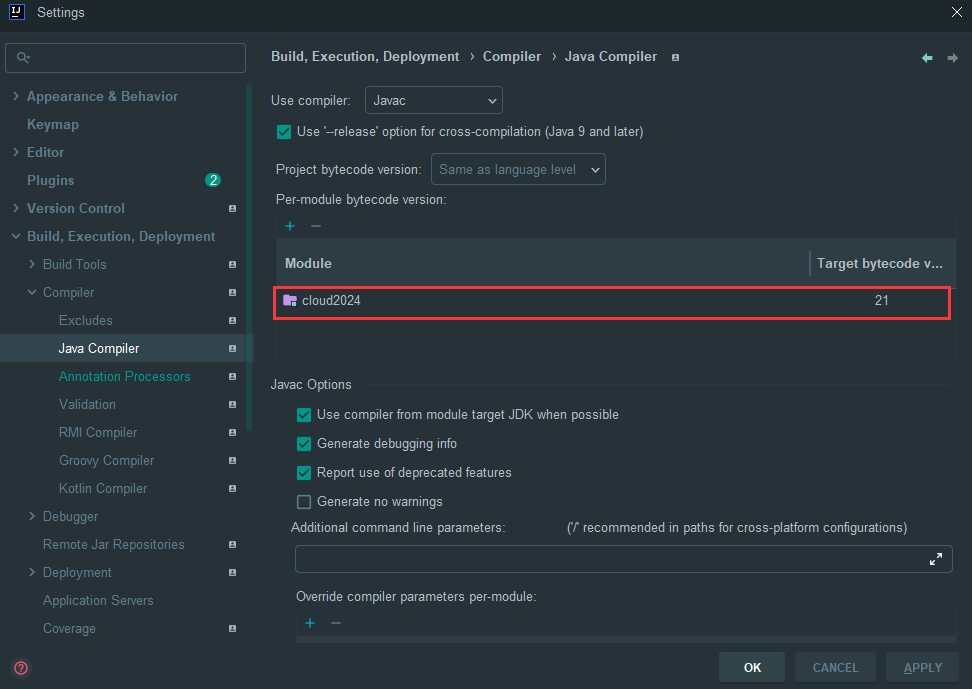 IJ
Settings
Appearance & Behavior
Keymap
Editor
Plugins 2
Version Control
Build, Execution, Deployment
Build Tools
Compiler
Excludes
Java Compiler
Annotation Processors
Validation
RMI Compiler
Groovy Compiler
Kotlin Compiler
Debugger
Remote Jar Repositories
Deployment
Application Servers
Coverage
?
Build, Execution, Deployment › Compiler › Java Compiler
Use compiler: Javac
Use '--release' option for cross-compilation (Java 9 and later)
Project bytecode version: Same as language level
Per-module bytecode version:
+ −
Module Target bytecode v...
cloud2024 21
Javac Options
Use compiler from module target JDK when possible
Generate debugging info
Report use of deprecated features
Generate no warnings
Additional command line parameters: ('/' recommended in paths for cross-platform configurations)
Override compiler parameters per-module:
+ −
OK CANCEL APPLY